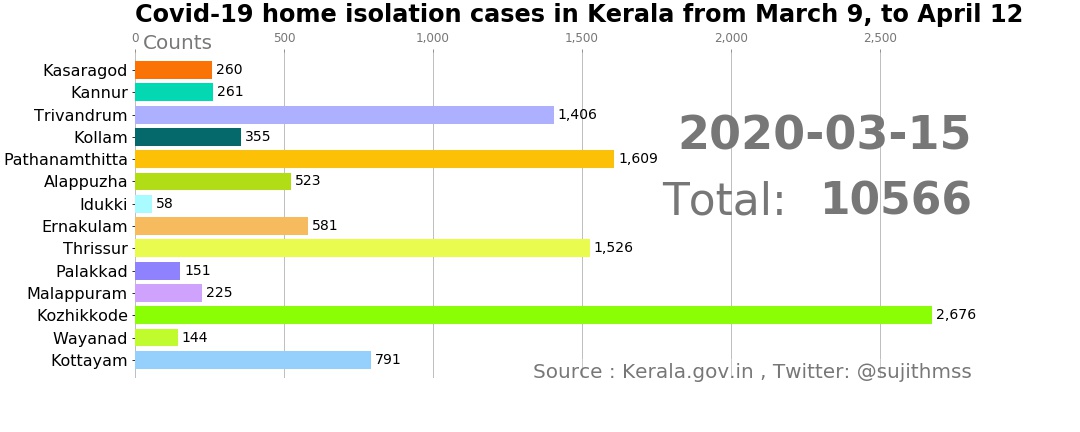 Covid-19 home isolation cases in Kerala from March 9, to April 12
0 500 1,000 1,500 2,000 2,500
Counts
Kasaragod 260
Kannur 261
Trivandrum 1,406
Kollam 355
2020-03-15
Pathanamthitta 1,609
Alappuzha 523
Total: 10566
Idukki 58
Ernakulam 581
Thrissur 1,526
Palakkad 151
Malappuram 225
Kozhikkode 2,676
Wayanad 144
Kottayam 791
Source : Kerala.gov.in , Twitter: @sujithmss